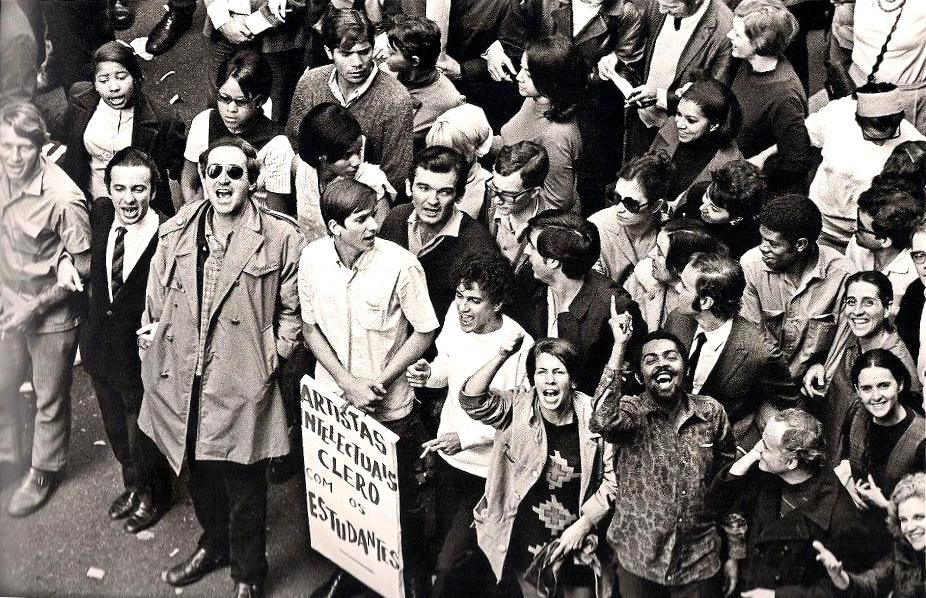 ARTISTAS
INTELECTUAIS
CLERO
COM OS
ESTUDANTES